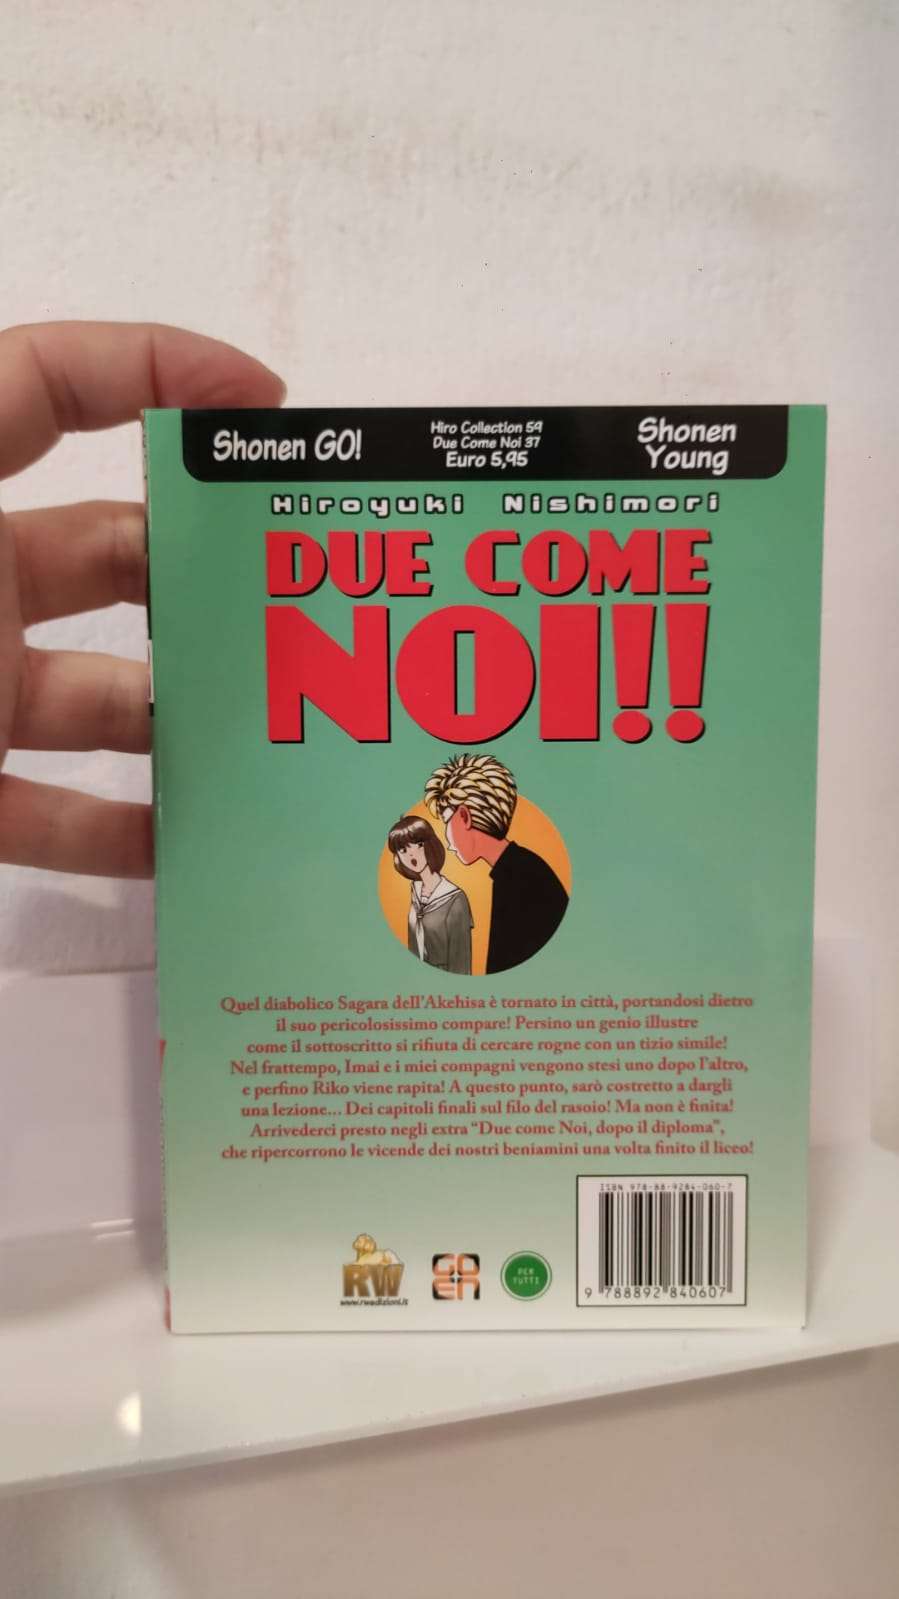 Shonen GO!
Hiro Collection 59
Due Come Noi 37
Euro 5,95
Shonen
Young
Hiroyuki Nishimori
DUE COME
NOI!!
Quel diabolico Sagara dell'Akehisa è tornato in città, portandosi dietro
il suo pericolosissimo compare! Persino un genio illustre
come il sottoscritto si rifiuta di cercare rogne con un tizio simile!
Nel frattempo, Imai e i miei compagni vengono stesi uno dopo l'altro,
e perfino Riko viene rapita! A questo punto, sarò costretto a dargli
una lezione... Dei capitoli finali sul filo del rasoio! Ma non è finita!
Arrivederci presto negli extra "Due come Noi, dopo il diploma",
che ripercorrono le vicende dei nostri beniamini una volta finito il liceo!
ISBN 978-88-9284-060-7
RW
www.rwedizioni.it
GO
EN
PER
TUTTI
9 788892 840607